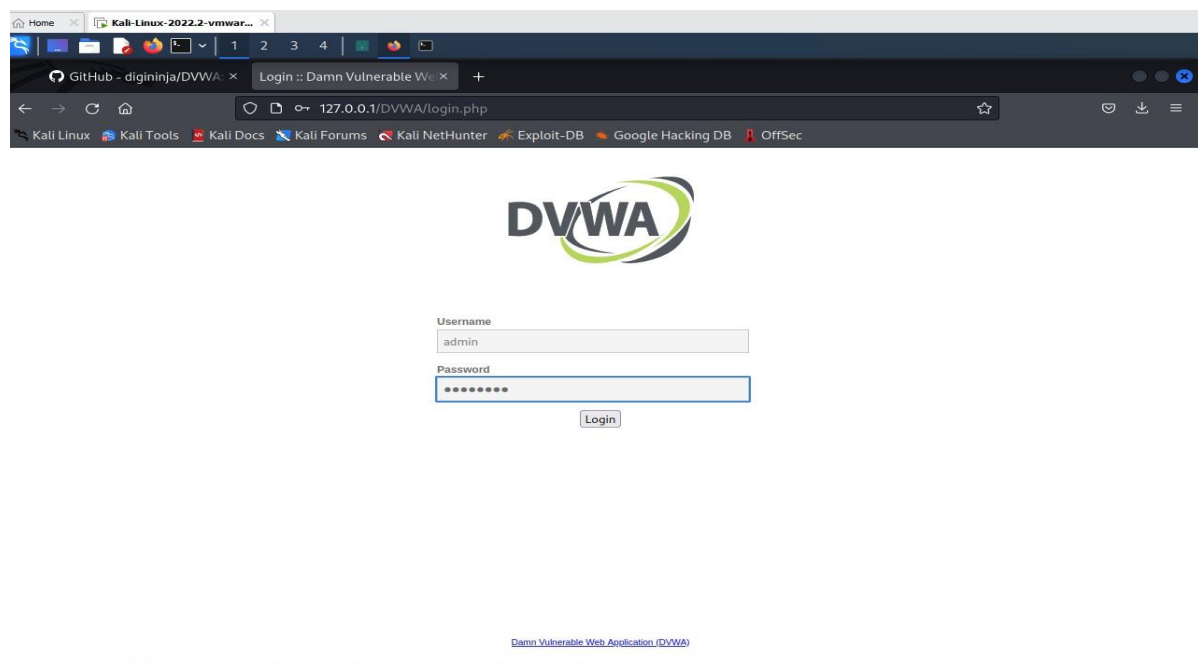 Home
Kali-Linux-2022.2-vmwar...
1 2 3 4
GitHub - digininja/DVWA:
Login :: Damn Vulnerable We
127.0.0.1/DVWA/login.php
Kali Linux Kali Tools Kali Docs Kali Forums Kali NetHunter Exploit-DB Google Hacking DB OffSec
DVWA
Username
admin
Password
Login
Damn Vulnerable Web Application (DVWA)